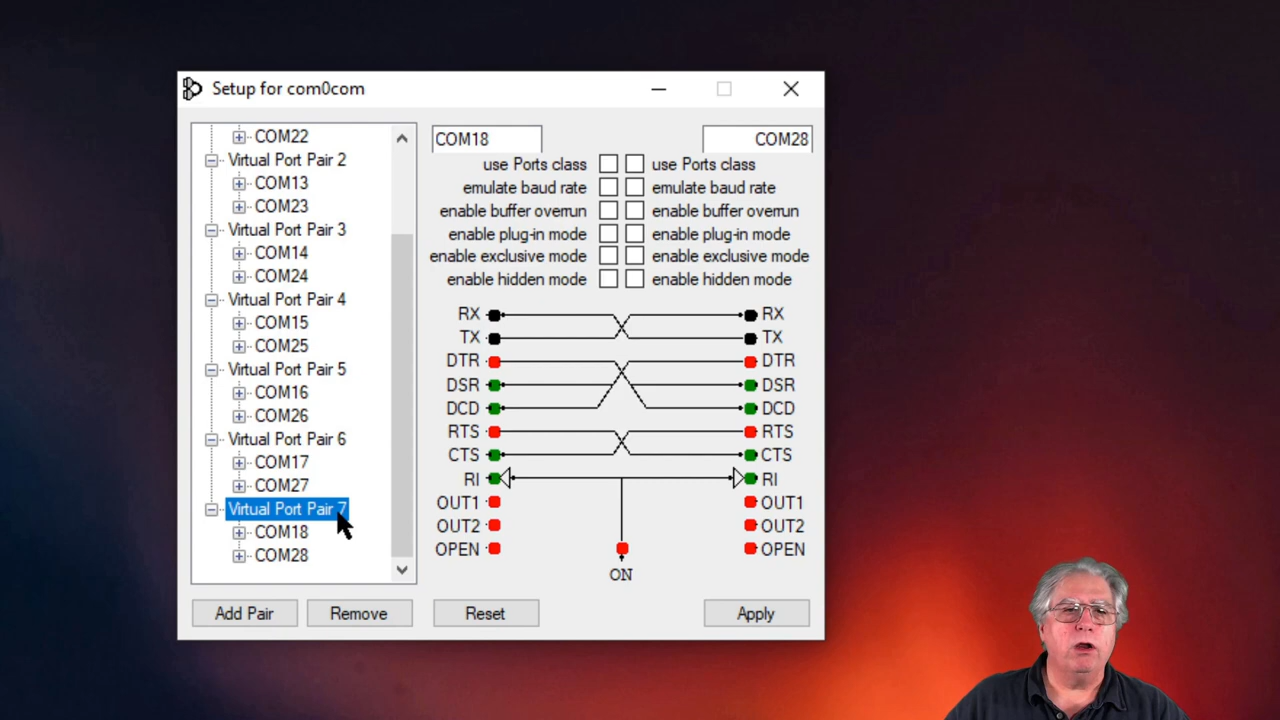 Setup for com0com
COM22
Virtual Port Pair 2
COM13
COM23
Virtual Port Pair 3
COM14
COM24
Virtual Port Pair 4
COM15
COM25
Virtual Port Pair 5
COM16
COM26
Virtual Port Pair 6
COM17
COM27
Virtual Port Pair 7
COM18
COM28
COM18 COM28
use Ports class use Ports class
emulate baud rate emulate baud rate
enable buffer overrun enable buffer overrun
enable plug-in mode enable plug-in mode
enable exclusive mode enable exclusive mode
enable hidden mode enable hidden mode
RX RX
TX TX
DTR DTR
DSR DSR
DCD DCD
RTS RTS
CTS CTS
RI RI
OUT1 OUT1
OUT2 OUT2
OPEN OPEN
ON
Add Pair Remove Reset Apply